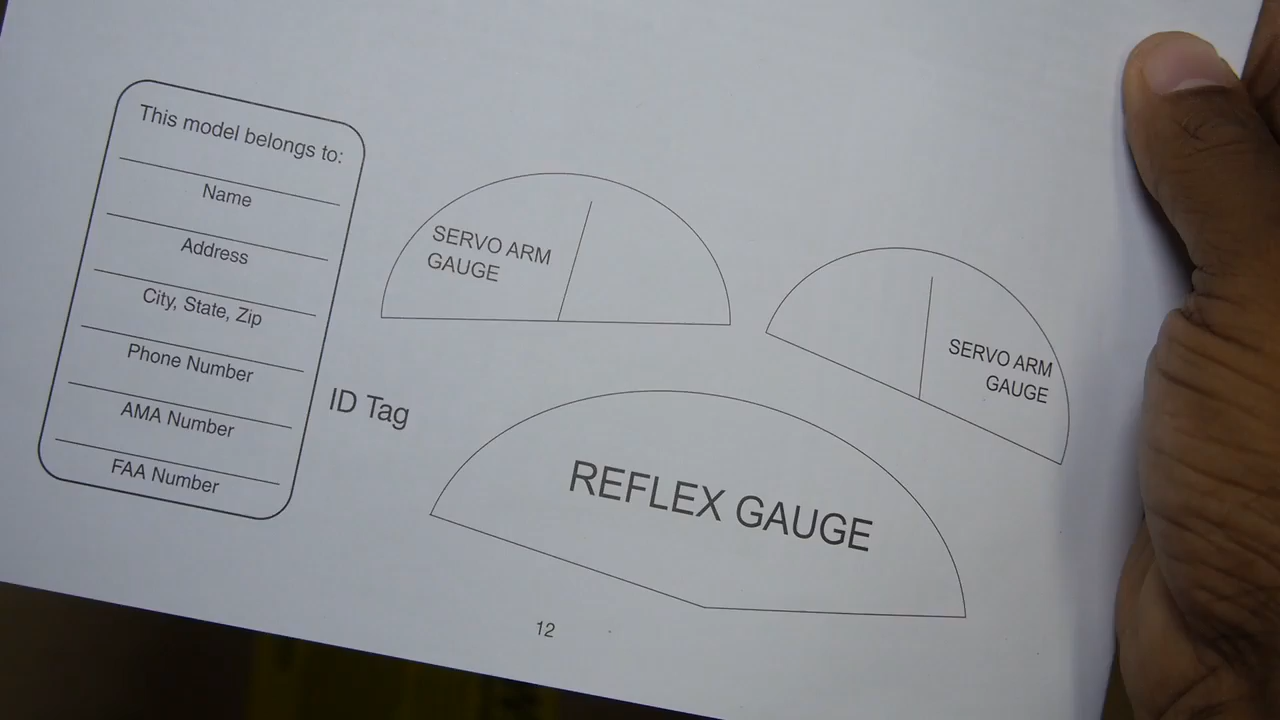 This model belongs to:
Name
Address
City, State, Zip
Phone Number
AMA Number
FAA Number
ID Tag
SERVO ARM
GAUGE
SERVO ARM
GAUGE
REFLEX GAUGE
12